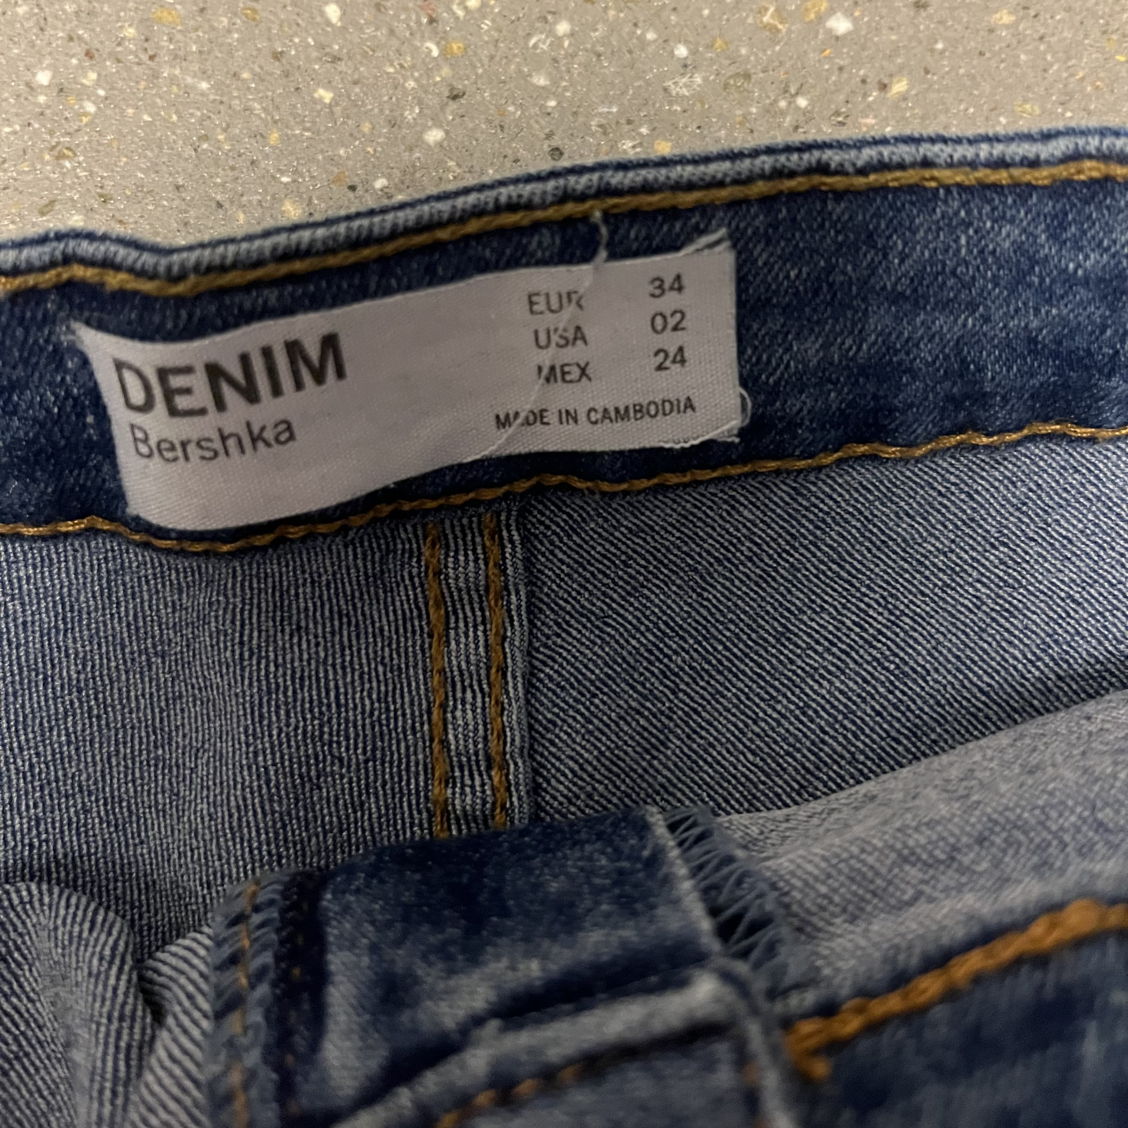 DENIM
Bershka
EUR 34
USA 02
MEX 24
MADE IN CAMBODIA